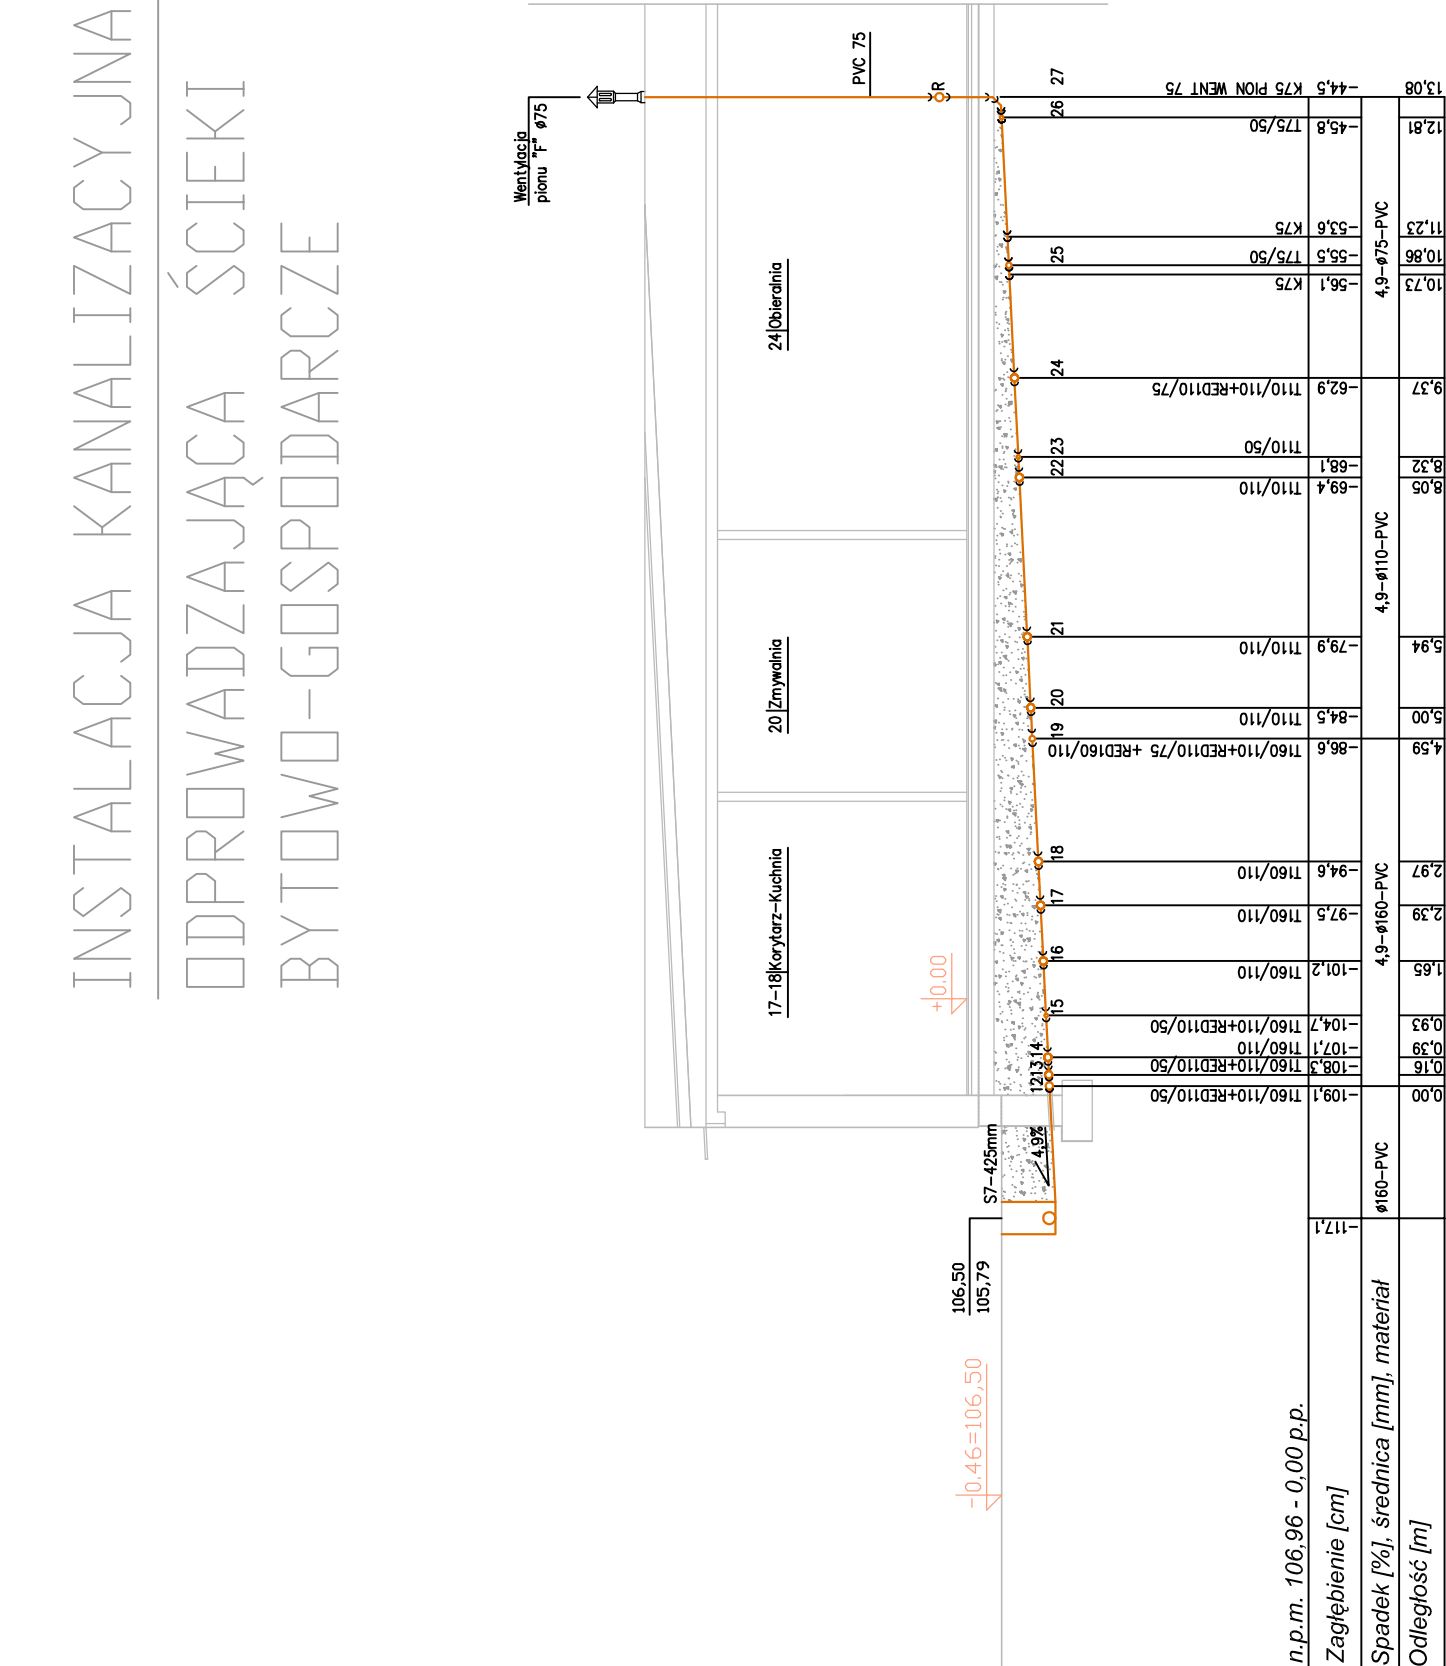 INSTALACJA KANALIZACYJNA
ODPROWADZAJĄCA ŚCIEKI
BYTOWO-GOSPODARCZE
Wentylacja
pionu "F" ø75
PVC 75
R
24|Obieralnia
20|Zmywalnia
17-18|Korytarz-Kuchnia
+0.00
S7-425mm
4,9%
106,50
105,79
-0.46=106,50
12 13 14 15 16 17 18 19 20 21 22 23 24 25 26 27
n.p.m. 106,96 - 0,00 p.p.
T160/110+RED110/50
T160/110+RED110/50
T160/110
T160/110+RED110/50
T160/110
T160/110
T160/110
T160/110+RED110/75 +RED160/110
T110/110
T110/110
T110/110
T110/50
T110/110+RED110/75
K75
T75/50
K75
T75/50
K75 PION WENT 75
Zagłębienie [cm]
-117,1 -109,1 -108,3 -107,1 -104,7 -101,2 -97,5 -94,6 -86,6 -84,5 -79,9 -69,4 -68,1 -62,9 -56,1 -55,5 -53,6 -45,8 -44,5
Spadek [%], średnica [mm], materiał
ø160-PVC 4,9-ø160-PVC 4,9-ø110-PVC 4,9-ø75-PVC
Odległość [m]
0,00 0,16 0,39 0,93 1,65 2,39 2,97 4,59 5,00 5,94 8,05 8,32 9,37 10,73 10,86 11,23 12,81 13,08